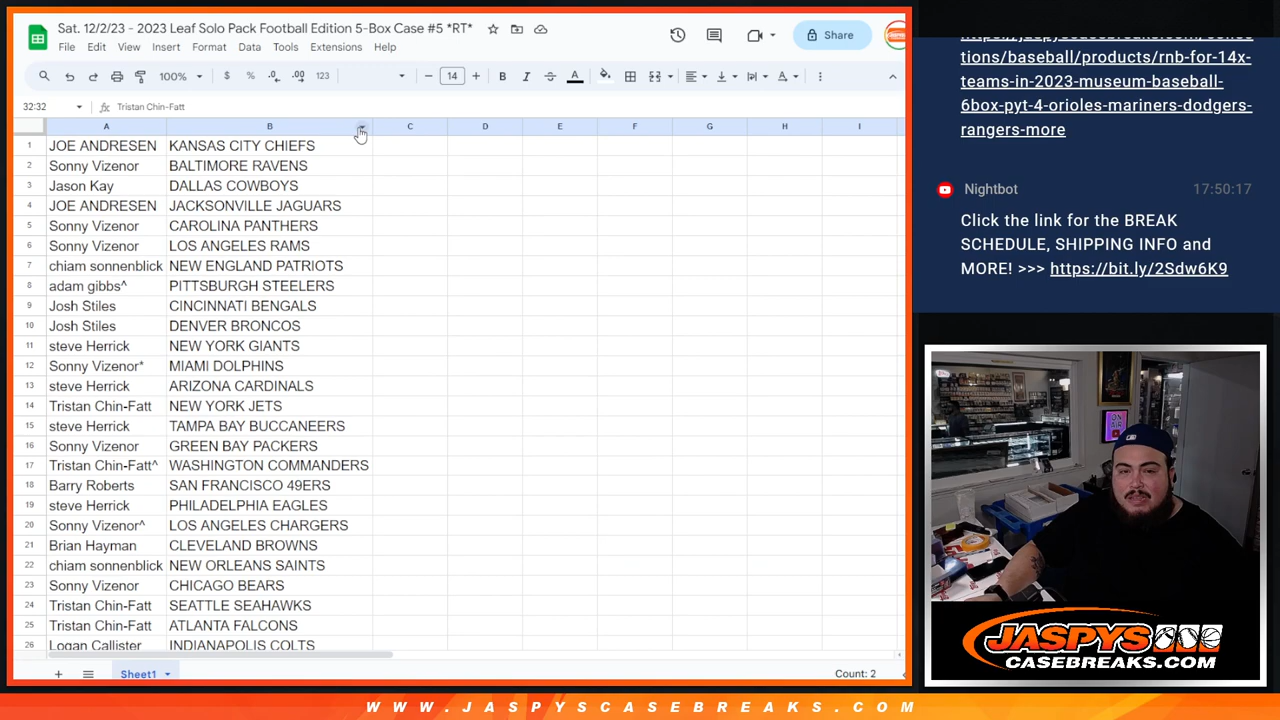 Sat. 12/2/23 - 2023 Leaf Solo Pack Football Edition 5-Box Case #5 *RT*
File Edit View Insert Format Data Tools Extensions Help
Share
100% $ % .0 .00 123 14 B I A
32:32 Tristan Chin-Fatt
A B C D E F G H I
1 JOE ANDRESEN KANSAS CITY CHIEFS
2 Sonny Vizenor BALTIMORE RAVENS
3 Jason Kay DALLAS COWBOYS
4 JOE ANDRESEN JACKSONVILLE JAGUARS
5 Sonny Vizenor CAROLINA PANTHERS
6 Sonny Vizenor LOS ANGELES RAMS
7 chiam sonnenblick NEW ENGLAND PATRIOTS
8 adam gibbs^ PITTSBURGH STEELERS
9 Josh Stiles CINCINNATI BENGALS
10 Josh Stiles DENVER BRONCOS
11 steve Herrick NEW YORK GIANTS
12 Sonny Vizenor* MIAMI DOLPHINS
13 steve Herrick ARIZONA CARDINALS
14 Tristan Chin-Fatt NEW YORK JETS
15 steve Herrick TAMPA BAY BUCCANEERS
16 Sonny Vizenor GREEN BAY PACKERS
17 Tristan Chin-Fatt^ WASHINGTON COMMANDERS
18 Barry Roberts SAN FRANCISCO 49ERS
19 steve Herrick PHILADELPHIA EAGLES
20 Sonny Vizenor^ LOS ANGELES CHARGERS
21 Brian Hayman CLEVELAND BROWNS
22 chiam sonnenblick NEW ORLEANS SAINTS
23 Sonny Vizenor CHICAGO BEARS
24 Tristan Chin-Fatt SEATTLE SEAHAWKS
25 Tristan Chin-Fatt ATLANTA FALCONS
26 Logan Callister INDIANAPOLIS COLTS
Sheet1
Count: 2
tions/baseball/products/rnb-for-14x-
teams-in-2023-museum-baseball-
6box-pyt-4-orioles-mariners-dodgers-
rangers-more
Nightbot 17:50:17
Click the link for the BREAK
SCHEDULE, SHIPPING INFO and
MORE! >>> https://bit.ly/2Sdw6K9
ON AIR
JASPYS
CASEBREAKS.COM
WWW.JASPYSCASEBREAKS.COM